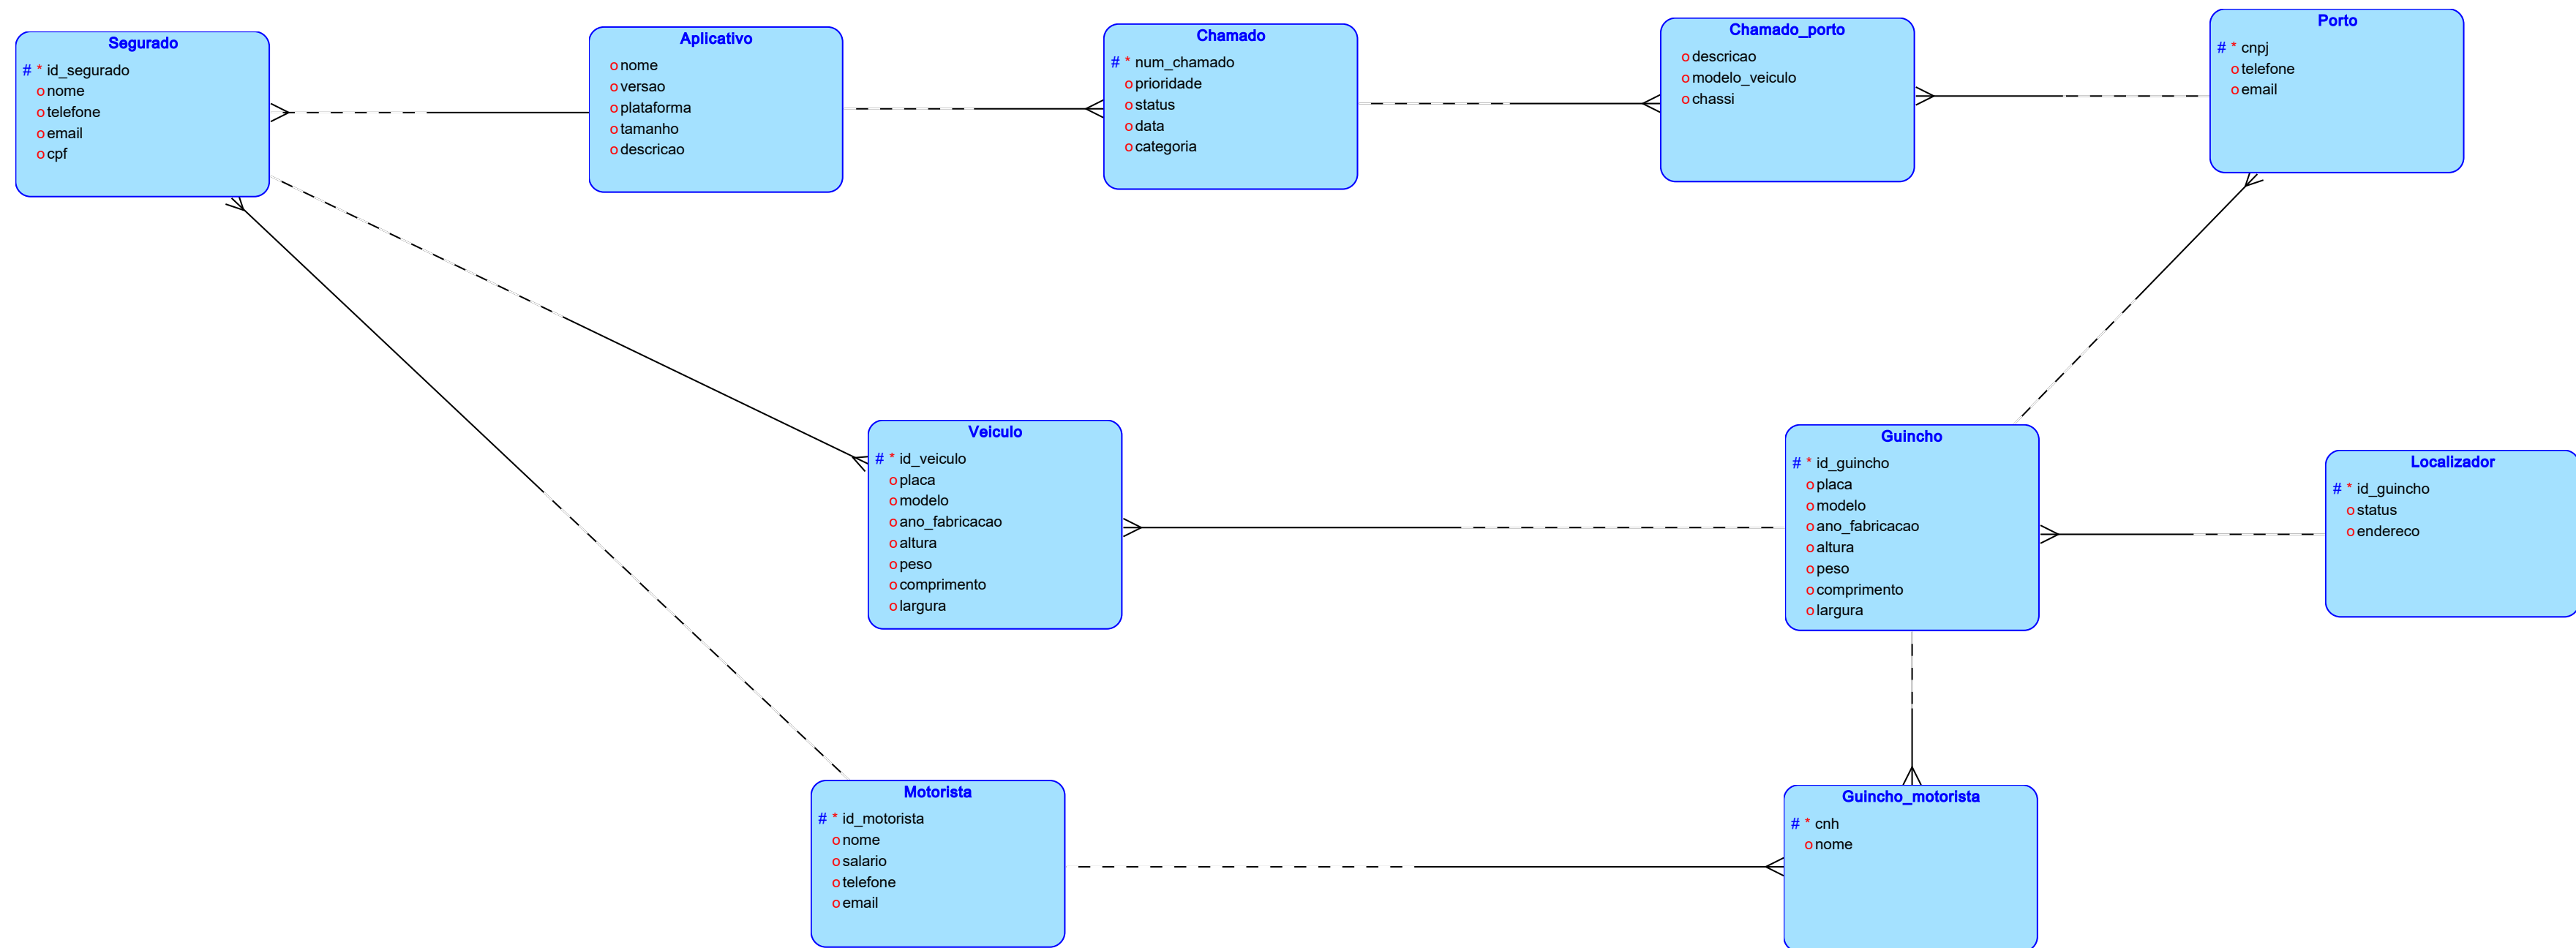 Segurado
# * id_segurado
o nome
o telefone
o email
o cpf
Aplicativo
o nome
o versao
o plataforma
o tamanho
o descricao
Chamado
# * num_chamado
o prioridade
o status
o data
o categoria
Chamado_porto
o descricao
o modelo_veiculo
o chassi
Porto
# * cnpj
o telefone
o email
Veiculo
# * id_veiculo
o placa
o modelo
o ano_fabricacao
o altura
o peso
o comprimento
o largura
Guincho
# * id_guincho
o placa
o modelo
o ano_fabricacao
o altura
o peso
o comprimento
o largura
Localizador
# * id_guincho
o status
o endereco
Motorista
# * id_motorista
o nome
o salario
o telefone
o email
Guincho_motorista
# * cnh
o nome